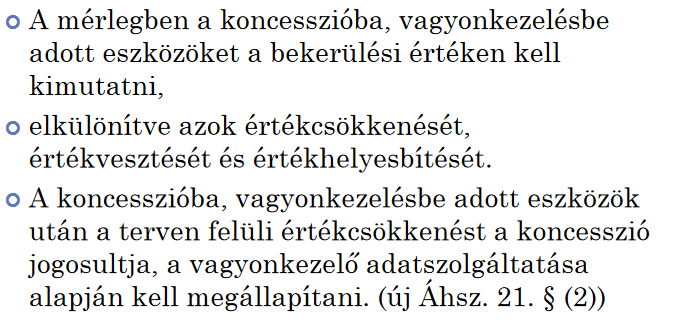 A mérlegben a koncesszióba, vagyonkezelésbe
adott eszközöket a bekerülési értéken kell
kimutatni,
elkülönítve azok értékcsökkenését,
értékvesztését és értékhelyesbítését.
A koncesszióba, vagyonkezelésbe adott eszközök
után a terven felüli értékcsökkenést a koncesszió
jogosultja, a vagyonkezelő adatszolgáltatása
alapján kell megállapítani. (új Áhsz. 21. § (2))